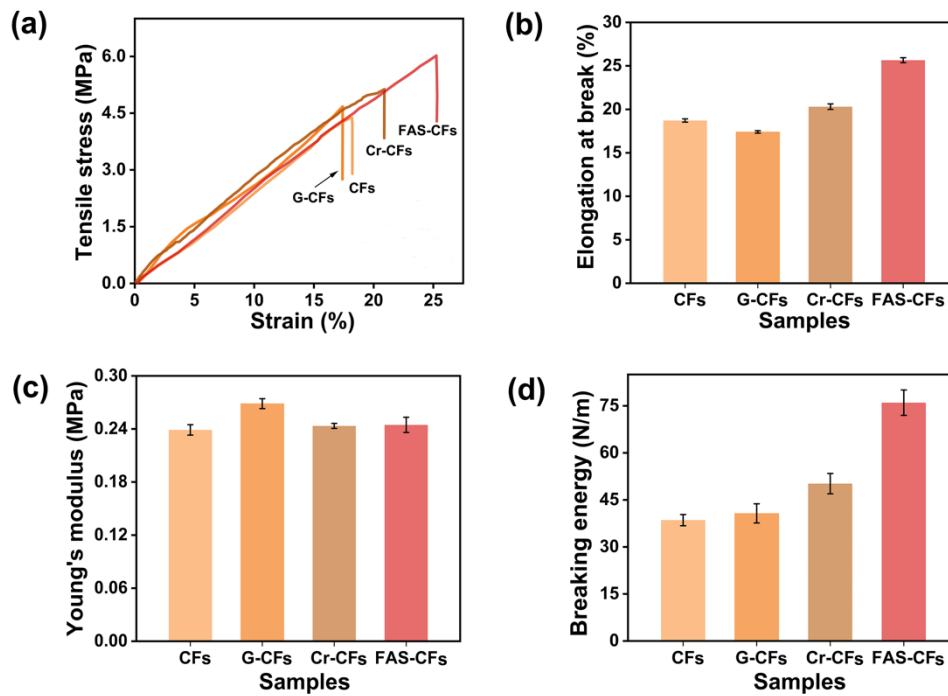 (a)
Tensile stress (MPa)
6.0
4.5
3.0
1.5
0.0
FAS-CFs
Cr-CFs
G-CFs
CFs
0
5
10
15
20
25
Strain (%)
(b)
Elongation at break (%)
30
25
20
15
10
5
0
CFs
G-CFs
Cr-CFs
FAS-CFs
Samples
(c)
Young's modulus (MPa)
0.30
0.24
0.18
0.12
0.06
0.00
CFs
G-CFs
Cr-CFs
FAS-CFs
Samples
(d)
Breaking energy (N/m)
75
60
45
30
15
0
CFs
G-CFs
Cr-CFs
FAS-CFs
Samples